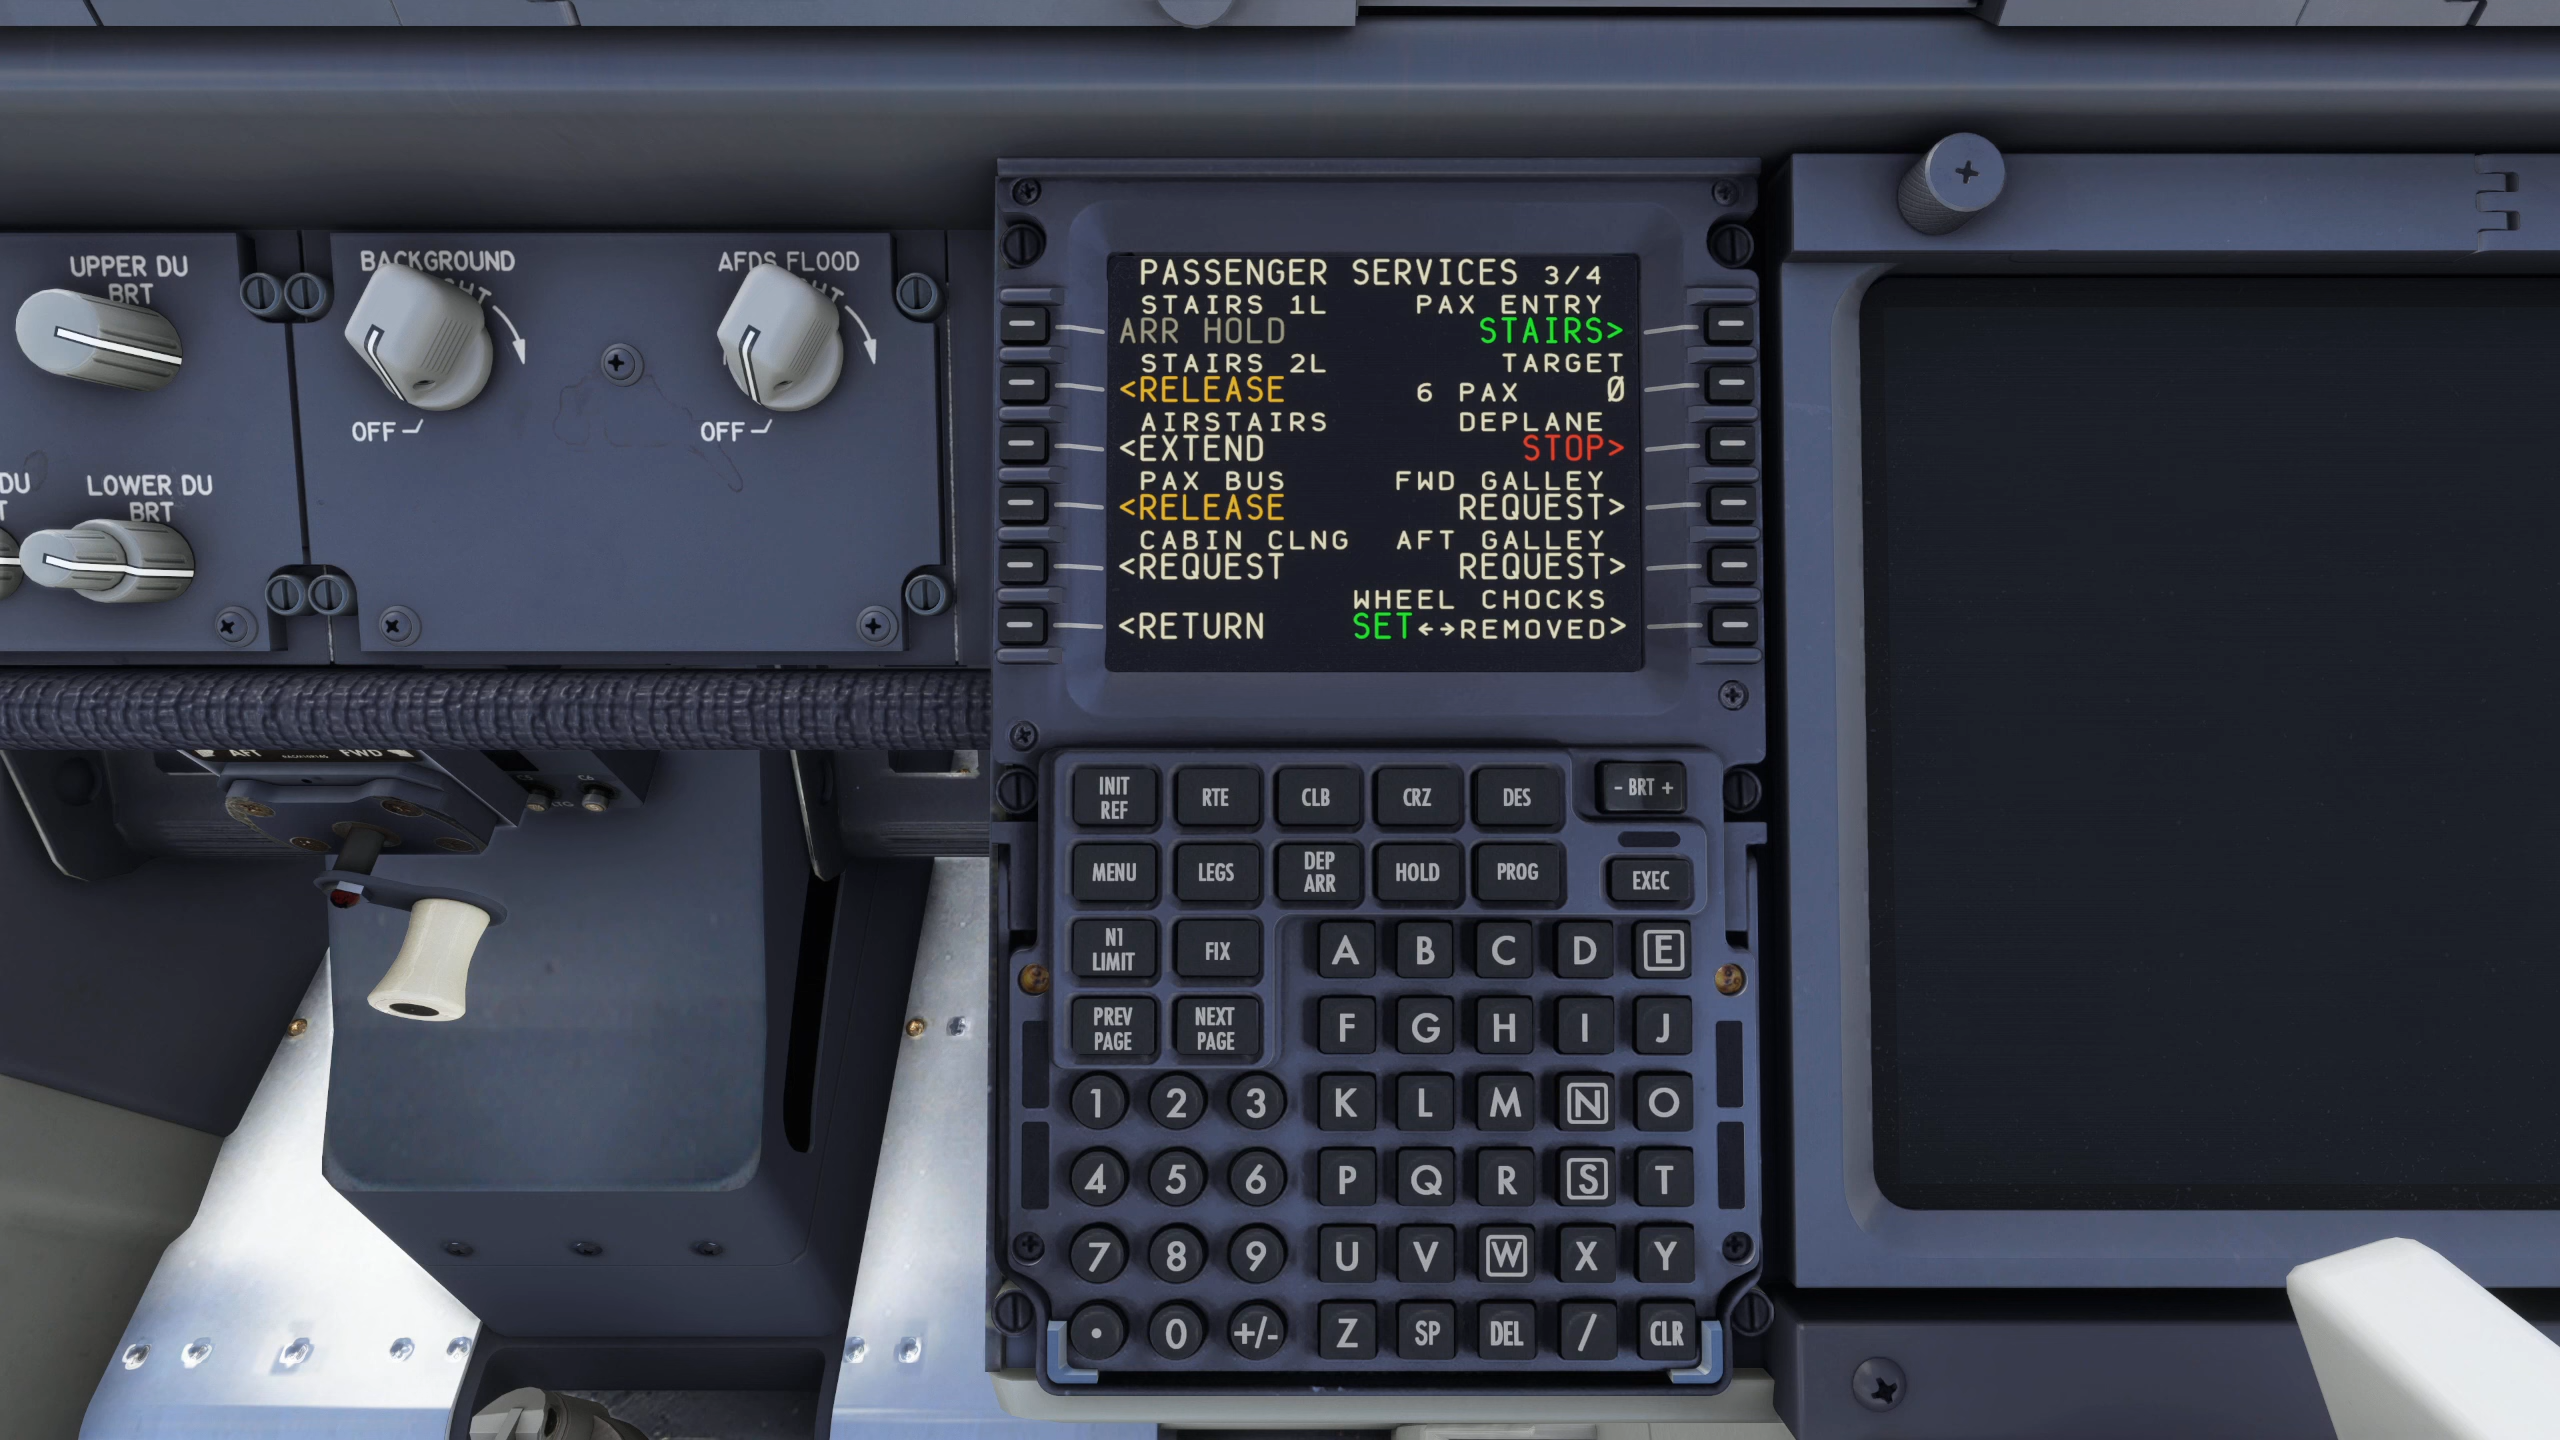 UPPER DU
BRT
BACKGROUND
OFF
AFDS FLOOD
OFF
DU
T
LOWER DU
BRT
AFT
FWD
PASSENGER SERVICES 3/4
STAIRS 1L PAX ENTRY
ARR HOLD STAIRS>
STAIRS 2L TARGET
<RELEASE 6 PAX 0
AIRSTAIRS DEPLANE
<EXTEND STOP>
PAX BUS FWD GALLEY
<RELEASE REQUEST>
CABIN CLNG AFT GALLEY
<REQUEST REQUEST>
WHEEL CHOCKS
<RETURN SET←→REMOVED>
INIT REF RTE CLB CRZ DES - BRT +
MENU LEGS DEP ARR HOLD PROG EXEC
N1 LIMIT FIX A B C D E
PREV PAGE NEXT PAGE F G H I J
1 2 3 K L M N O
4 5 6 P Q R S T
7 8 9 U V W X Y
. 0 +/- Z SP DEL / CLR